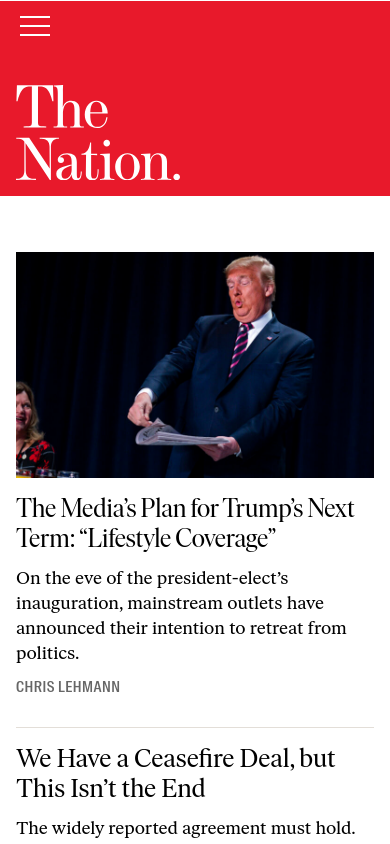 The
Nation.
The Media’s Plan for Trump’s Next
Term: “Lifestyle Coverage”
On the eve of the president-elect’s
inauguration, mainstream outlets have
announced their intention to retreat from
politics.
CHRIS LEHMANN
We Have a Ceasefire Deal, but
This Isn’t the End
The widely reported agreement must hold.